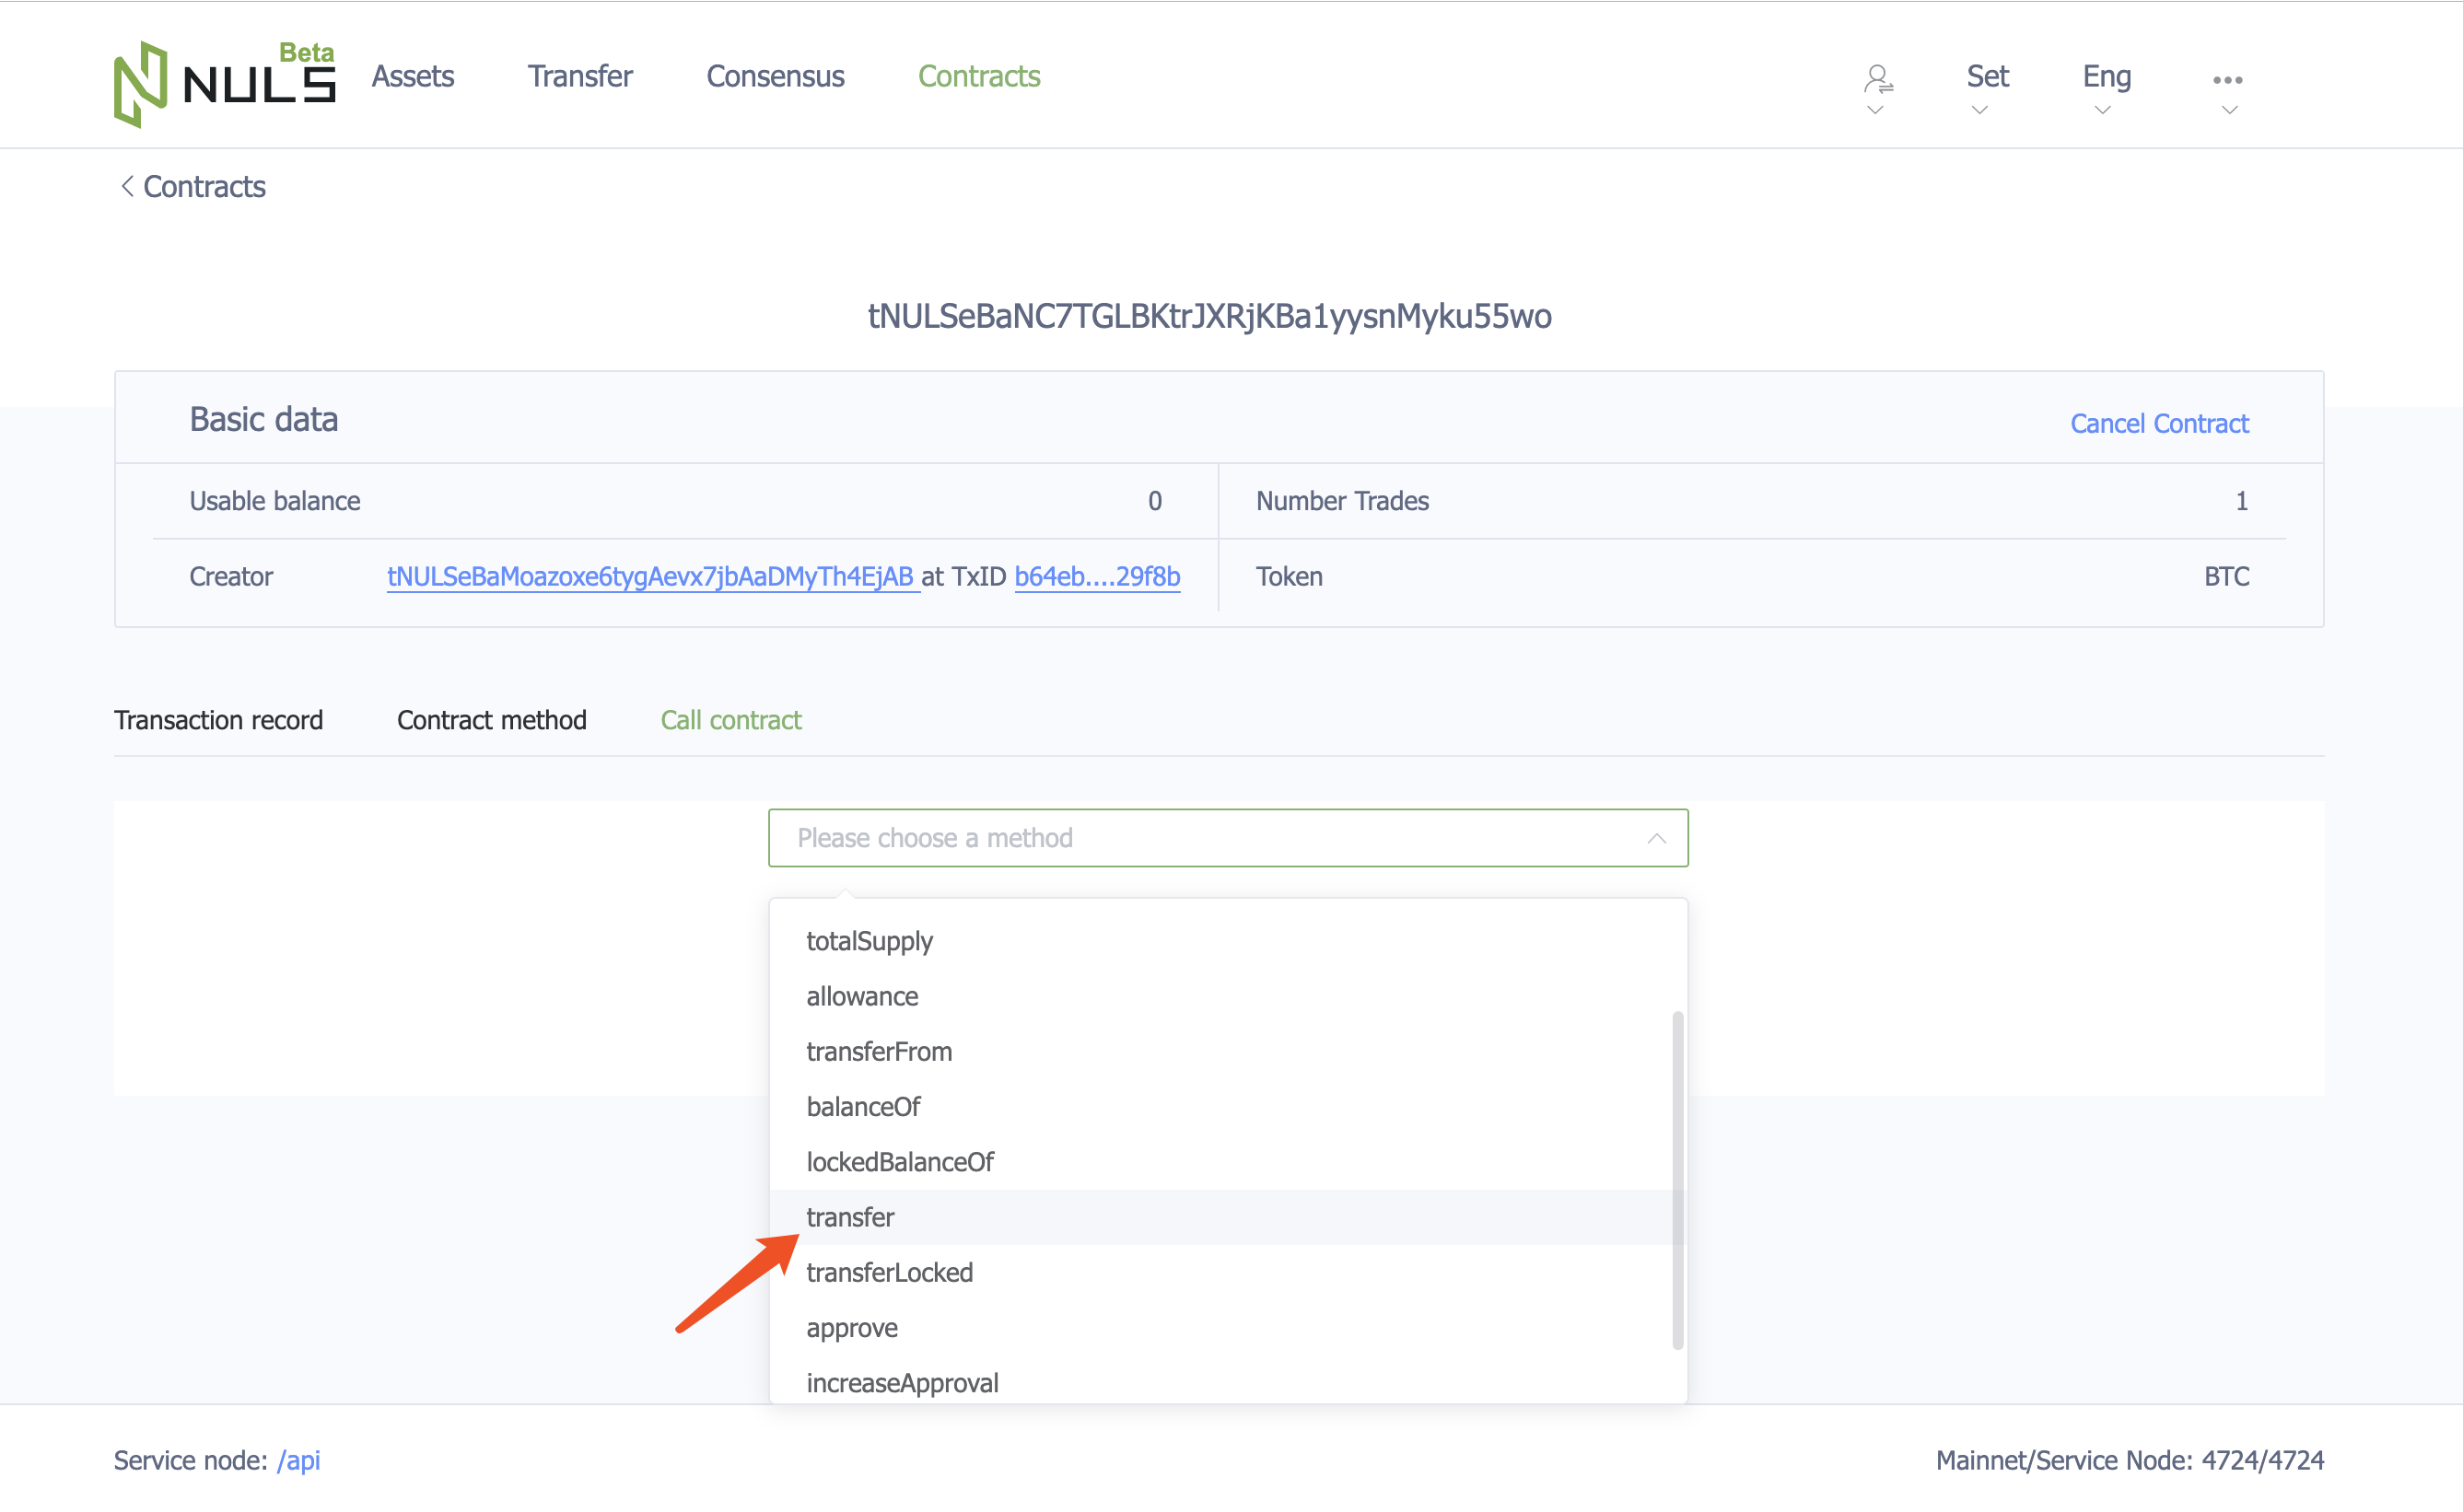 Beta
NULS
Assets Transfer Consensus Contracts Set Eng
Contracts
tNULSeBaNC7TGLBKtrJXRjKBa1yysnMyku55wo
Basic data Cancel Contract
Usable balance 0 Number Trades 1
Creator tNULSeBaMoazoxe6tygAevx7jbAaDMyTh4EjAB at TxID b64eb....29f8b Token BTC
Transaction record Contract method Call contract
Please choose a method
totalSupply
allowance
transferFrom
balanceOf
lockedBalanceOf
transfer
transferLocked
approve
increaseApproval
Service node: /api Mainnet/Service Node: 4724/4724